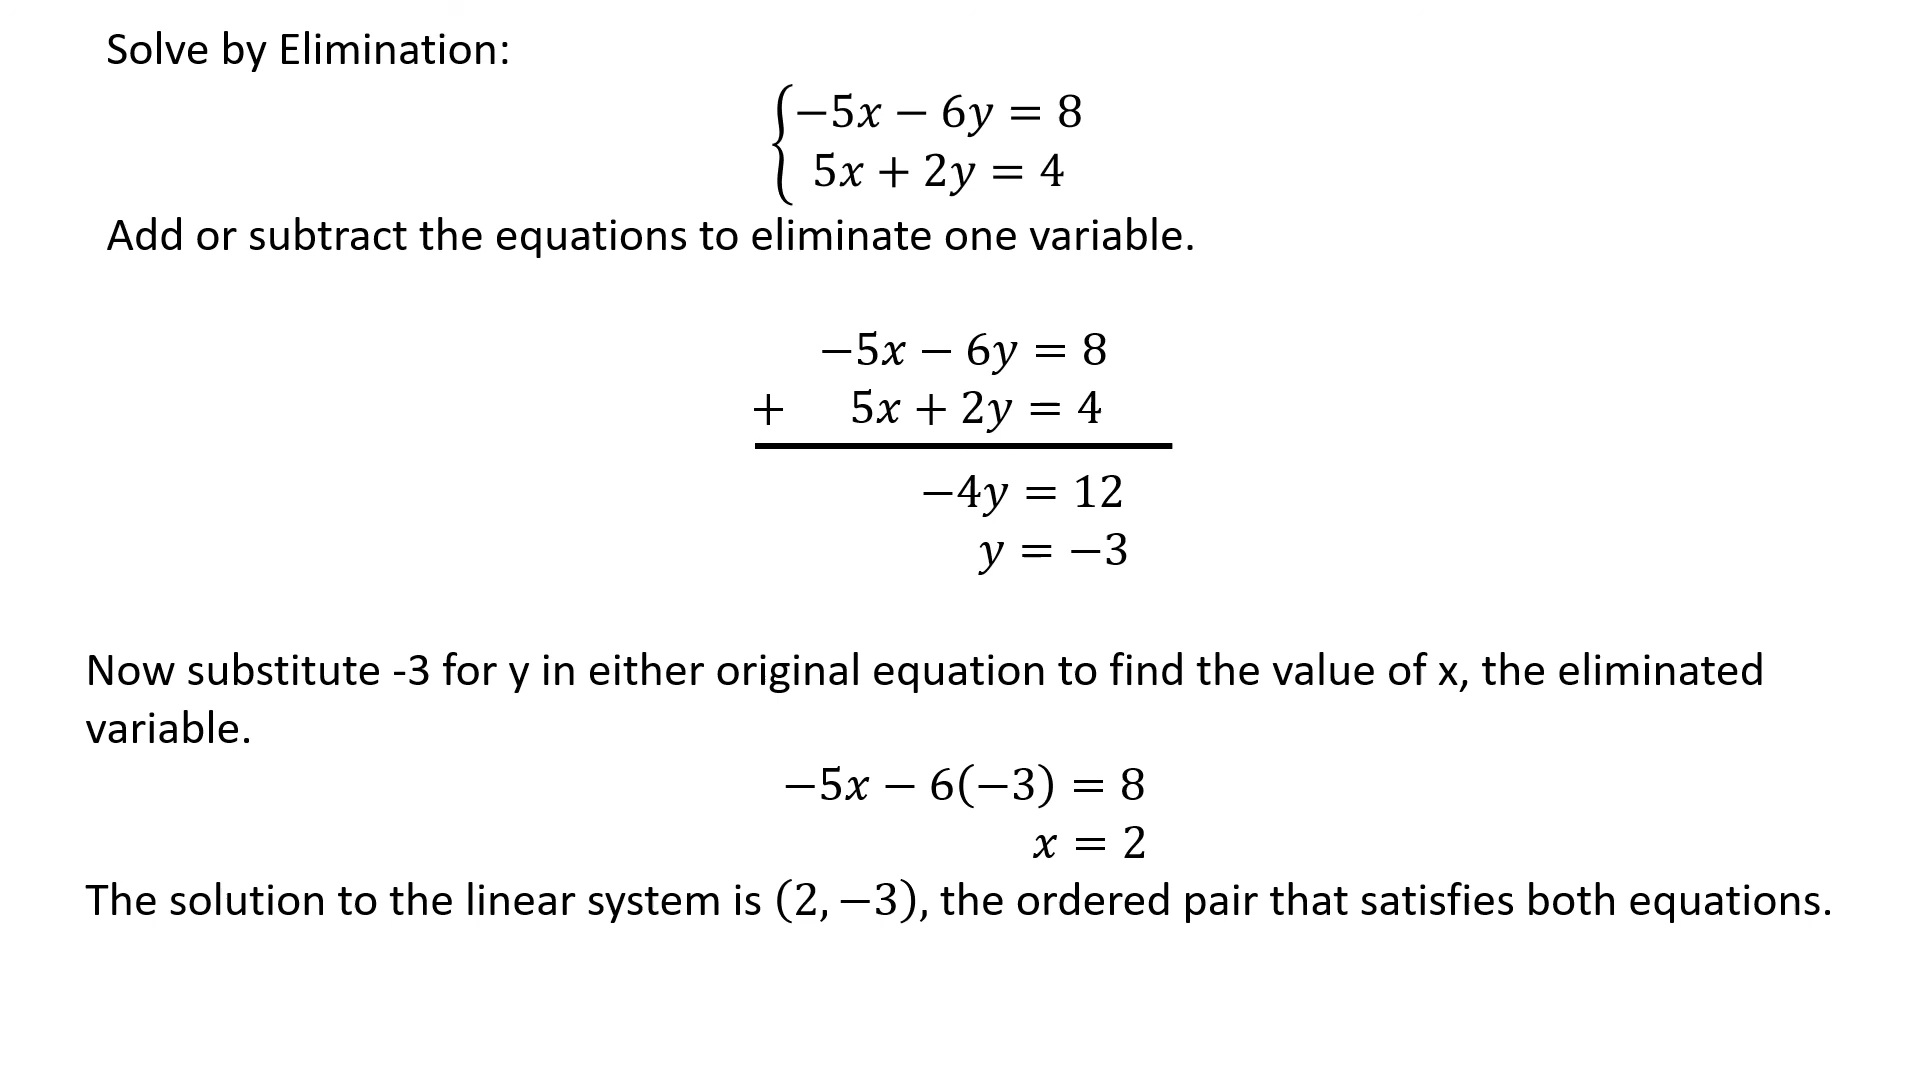 Solve by Elimination:
−5x − 6y = 8
5x + 2y = 4
Add or subtract the equations to eliminate one variable.
−5x − 6y = 8
+ 5x + 2y = 4
−4y = 12
y = −3
Now substitute -3 for y in either original equation to find the value of x, the eliminated
variable.
−5x − 6(−3) = 8
x = 2
The solution to the linear system is (2, −3), the ordered pair that satisfies both equations.